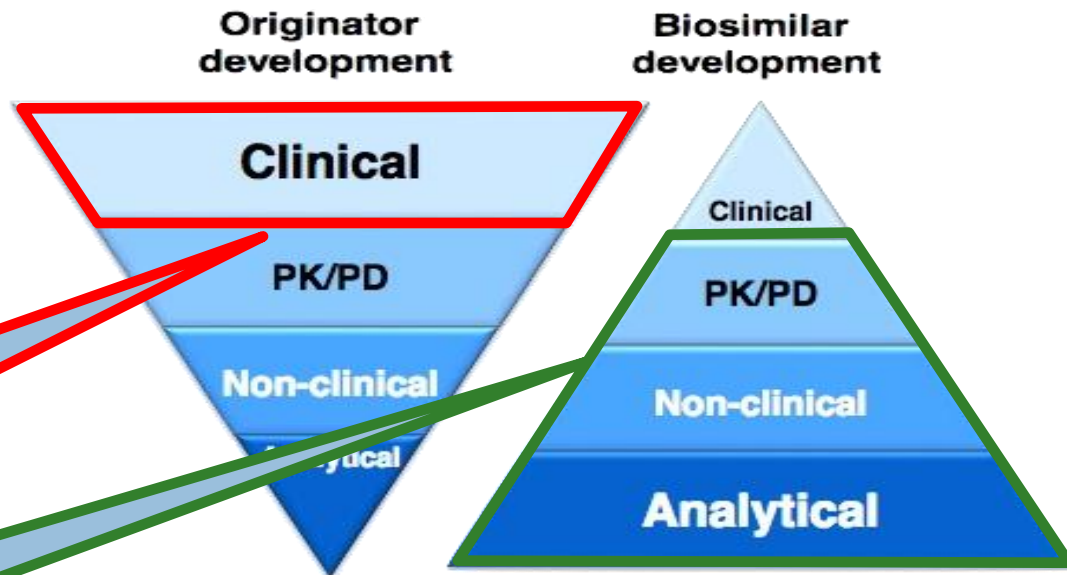 Originator
development
Clinical
PK/PD
Non-clinical
Biosimilar
development
Clinical
PK/PD
Non-clinical
Analytical